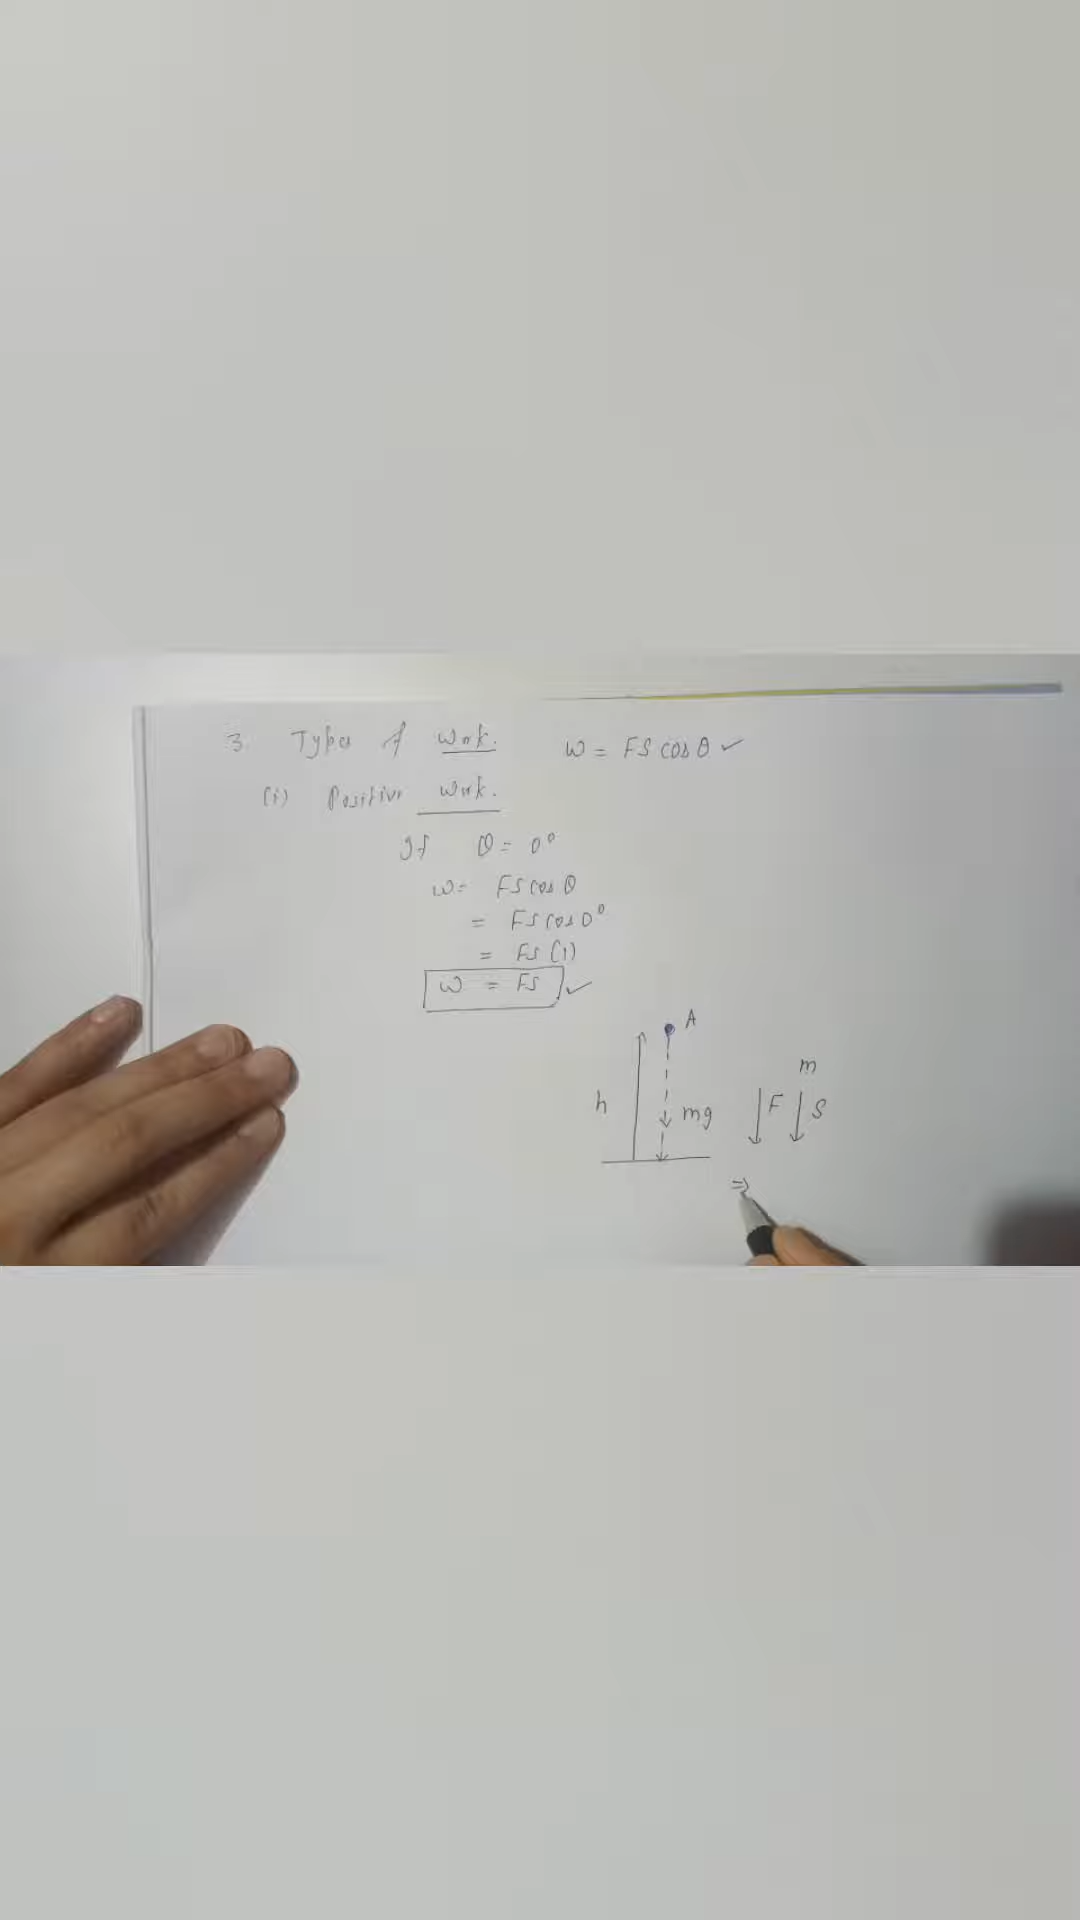 3. Types of Work. W = FS cos θ ✓
(i) Positive Work.
If θ = 0°
W = FS cos θ
= FS cos 0°
= FS (1)
W = FS ✓
A
m
h mg F S
⇒